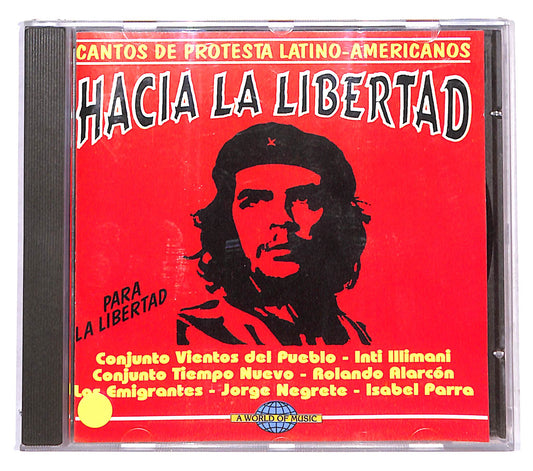 CANTOS DE PROTESTA LATINO-AMERICANOS
HACIA LA LIBERTAD
PARA
LA LIBERTAD
Conjunto Vientos del Pueblo - Inti Illimani
Conjunto Tiempo Nuevo - Rolando Alarcón
Los Emigrantes - Jorge Negrete - Isabel Parra
A WORLD OF MUSIC